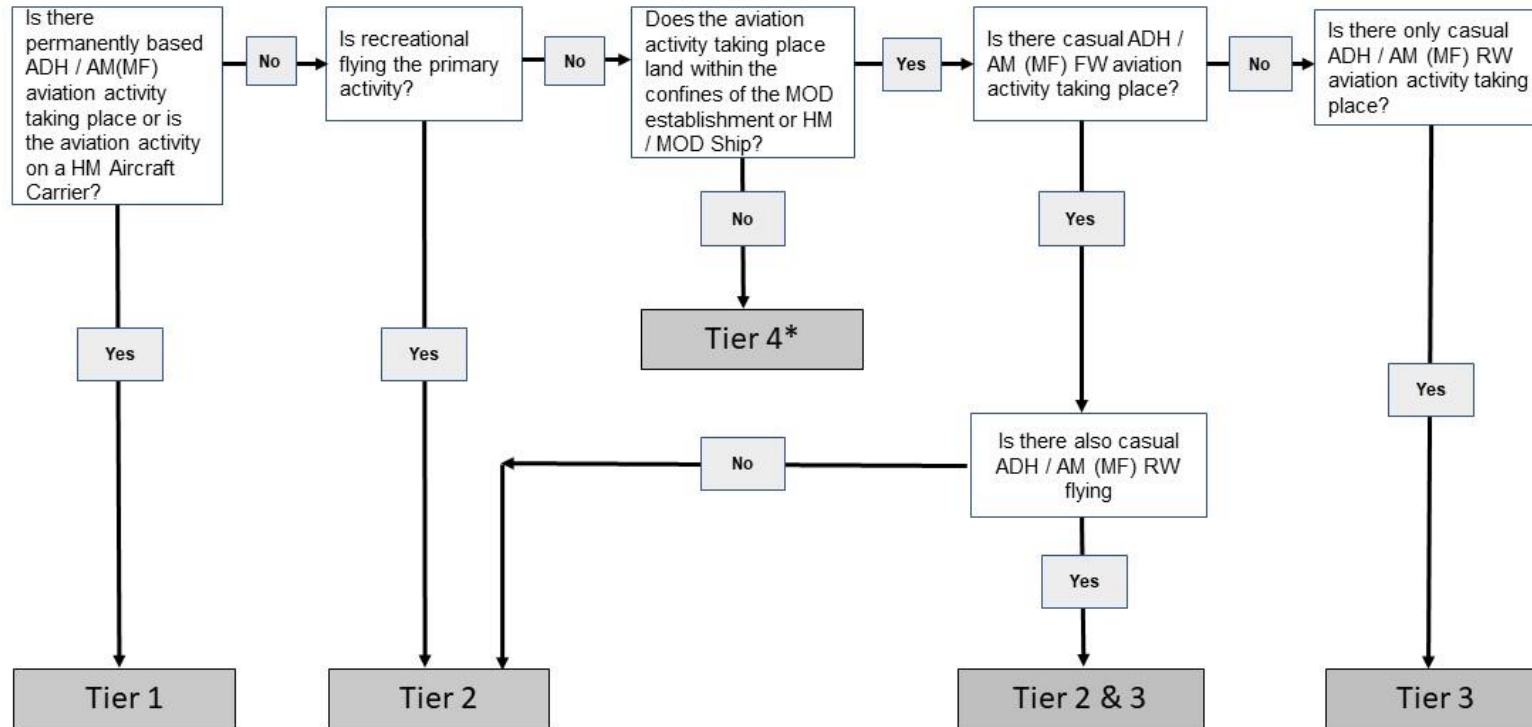 Is there
permanently based
ADH / AM(MF)
aviation activity
taking place or is
the aviation activity
on a HM Aircraft
Carrier?
No
Is recreational
flying the primary
activity?
No
Does the aviation
activity taking place
land within the
confines of the MOD
establishment or HM
/ MOD Ship?
Yes
Is there casual ADH /
AM (MF) FW aviation
activity taking place?
No
Is there only casual
ADH / AM (MF) RW
aviation activity taking
place?
No
Yes
Tier 4*
Yes
Yes
Yes
Is there also casual
ADH / AM (MF) RW
flying
No
Yes
Tier 1
Tier 2
Tier 2 & 3
Tier 3